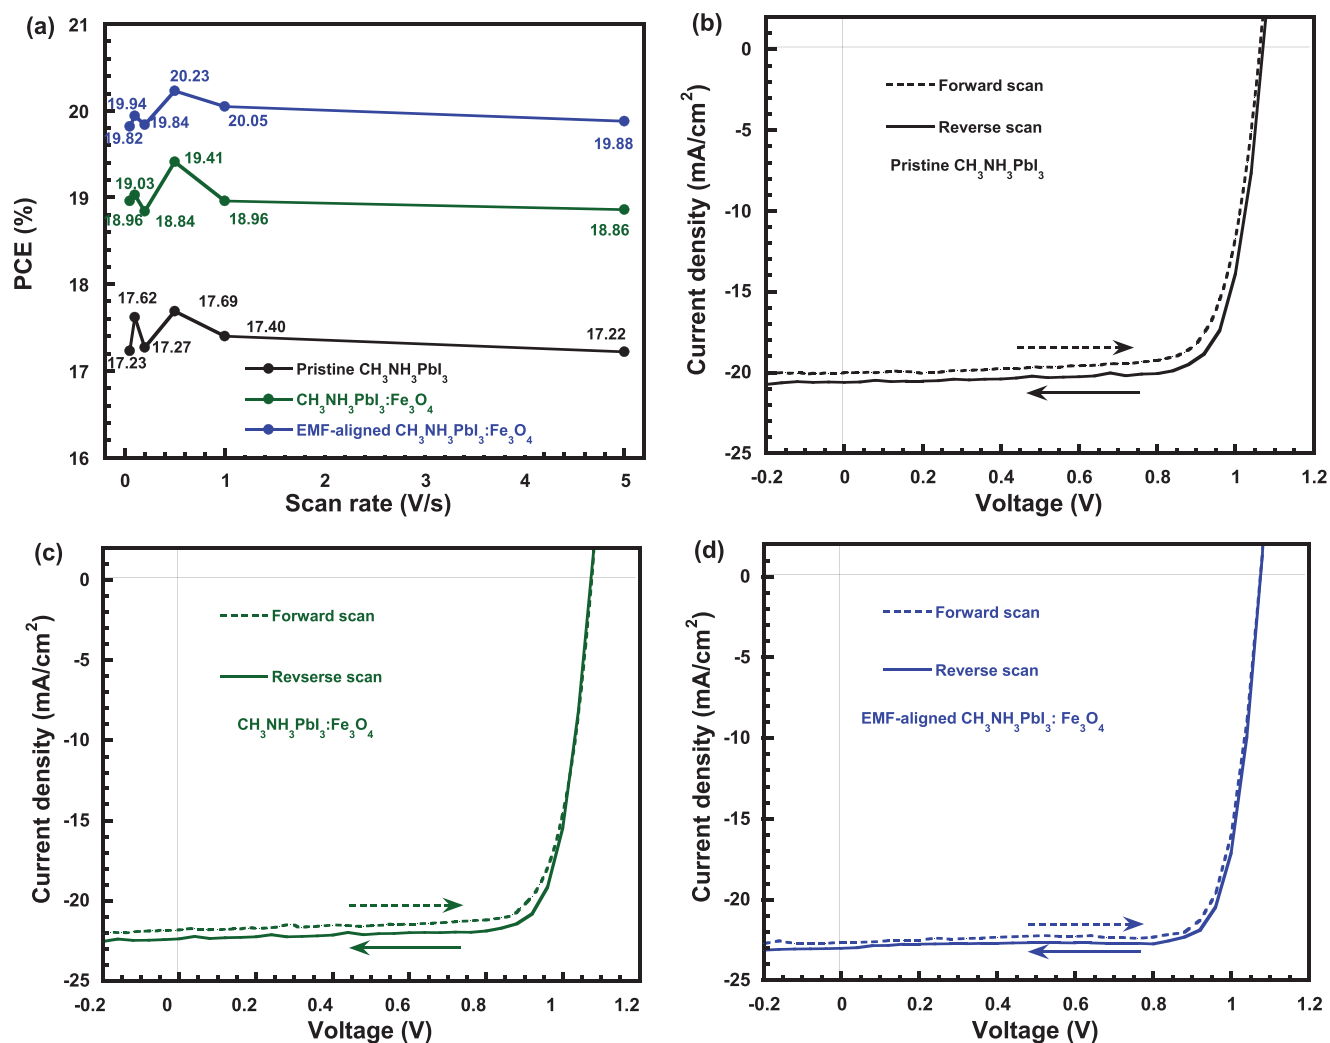 (a)
21
20
19
18
17
16
PCE (%)
19.94
19.82
19.84
20.23
20.05
19.88
19.03
18.96
18.84
19.41
18.96
18.86
17.62
17.23
17.27
17.69
17.40
17.22
Pristine CH₃NH₃PbI₃
CH₃NH₃PbI₃:Fe₃O₄
EMF-aligned CH₃NH₃PbI₃:Fe₃O₄
0 1 2 3 4 5
Scan rate (V/s)
(b)
0
-5
-10
-15
-20
-25
Current density (mA/cm²)
Forward scan
Reverse scan
Pristine CH₃NH₃PbI₃
-0.2 0 0.2 0.4 0.6 0.8 1 1.2
Voltage (V)
(c)
0
-5
-10
-15
-20
-25
Current density (mA/cm²)
Forward scan
Revserse scan
CH₃NH₃PbI₃:Fe₃O₄
-0.2 0 0.2 0.4 0.6 0.8 1 1.2
Voltage (V)
(d)
0
-5
-10
-15
-20
-25
Current density (mA/cm²)
Forward scan
Reverse scan
EMF-aligned CH₃NH₃PbI₃: Fe₃O₄
-0.2 0 0.2 0.4 0.6 0.8 1 1.2
Voltage (V)